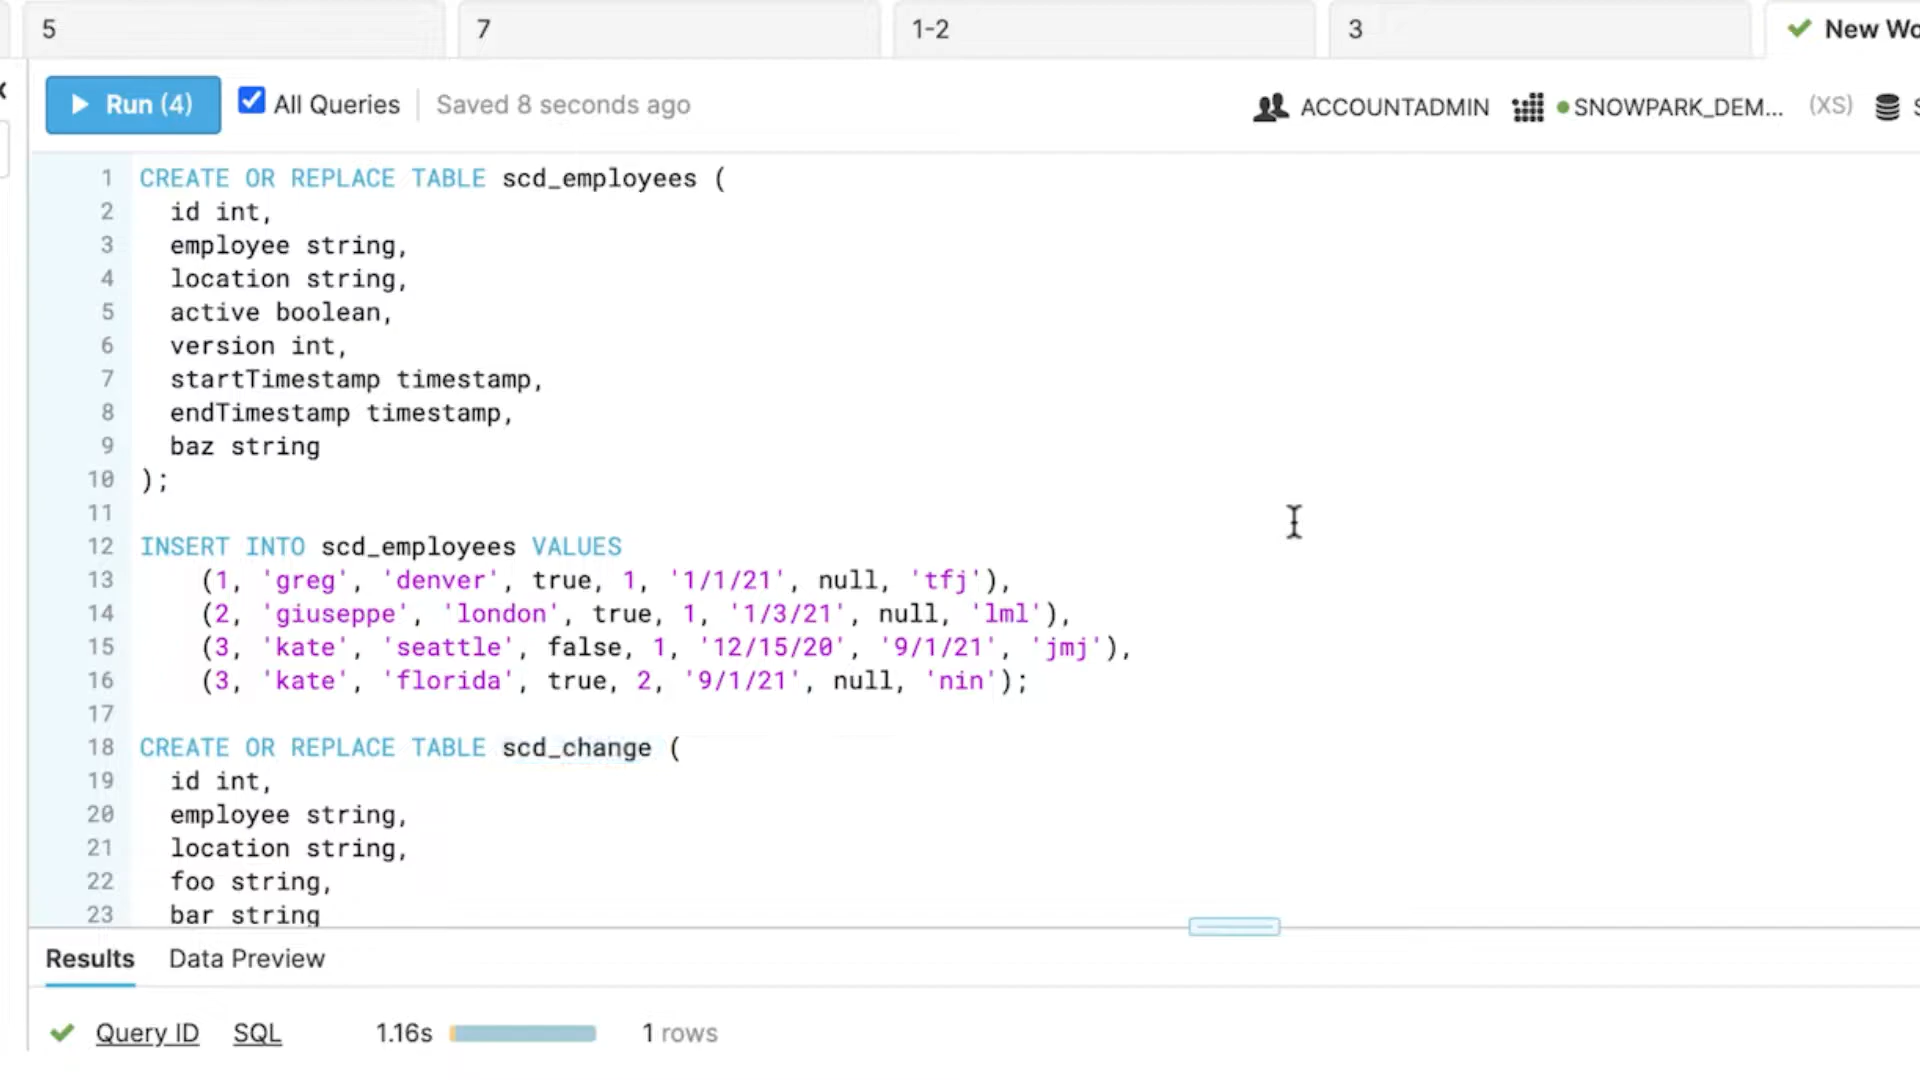 5
7
1-2
3
New Wo
Run (4)
All Queries
Saved 8 seconds ago
ACCOUNTADMIN
SNOWPARK_DEM...
(XS)
1 CREATE OR REPLACE TABLE scd_employees (
2 id int,
3 employee string,
4 location string,
5 active boolean,
6 version int,
7 startTimestamp timestamp,
8 endTimestamp timestamp,
9 baz string
10 );
11
12 INSERT INTO scd_employees VALUES
13 (1, 'greg', 'denver', true, 1, '1/1/21', null, 'tfj'),
14 (2, 'giuseppe', 'london', true, 1, '1/3/21', null, 'lml'),
15 (3, 'kate', 'seattle', false, 1, '12/15/20', '9/1/21', 'jmj'),
16 (3, 'kate', 'florida', true, 2, '9/1/21', null, 'nin');
17
18 CREATE OR REPLACE TABLE scd_change (
19 id int,
20 employee string,
21 location string,
22 foo string,
23 bar string
Results
Data Preview
Query ID
SQL
1.16s
1 rows